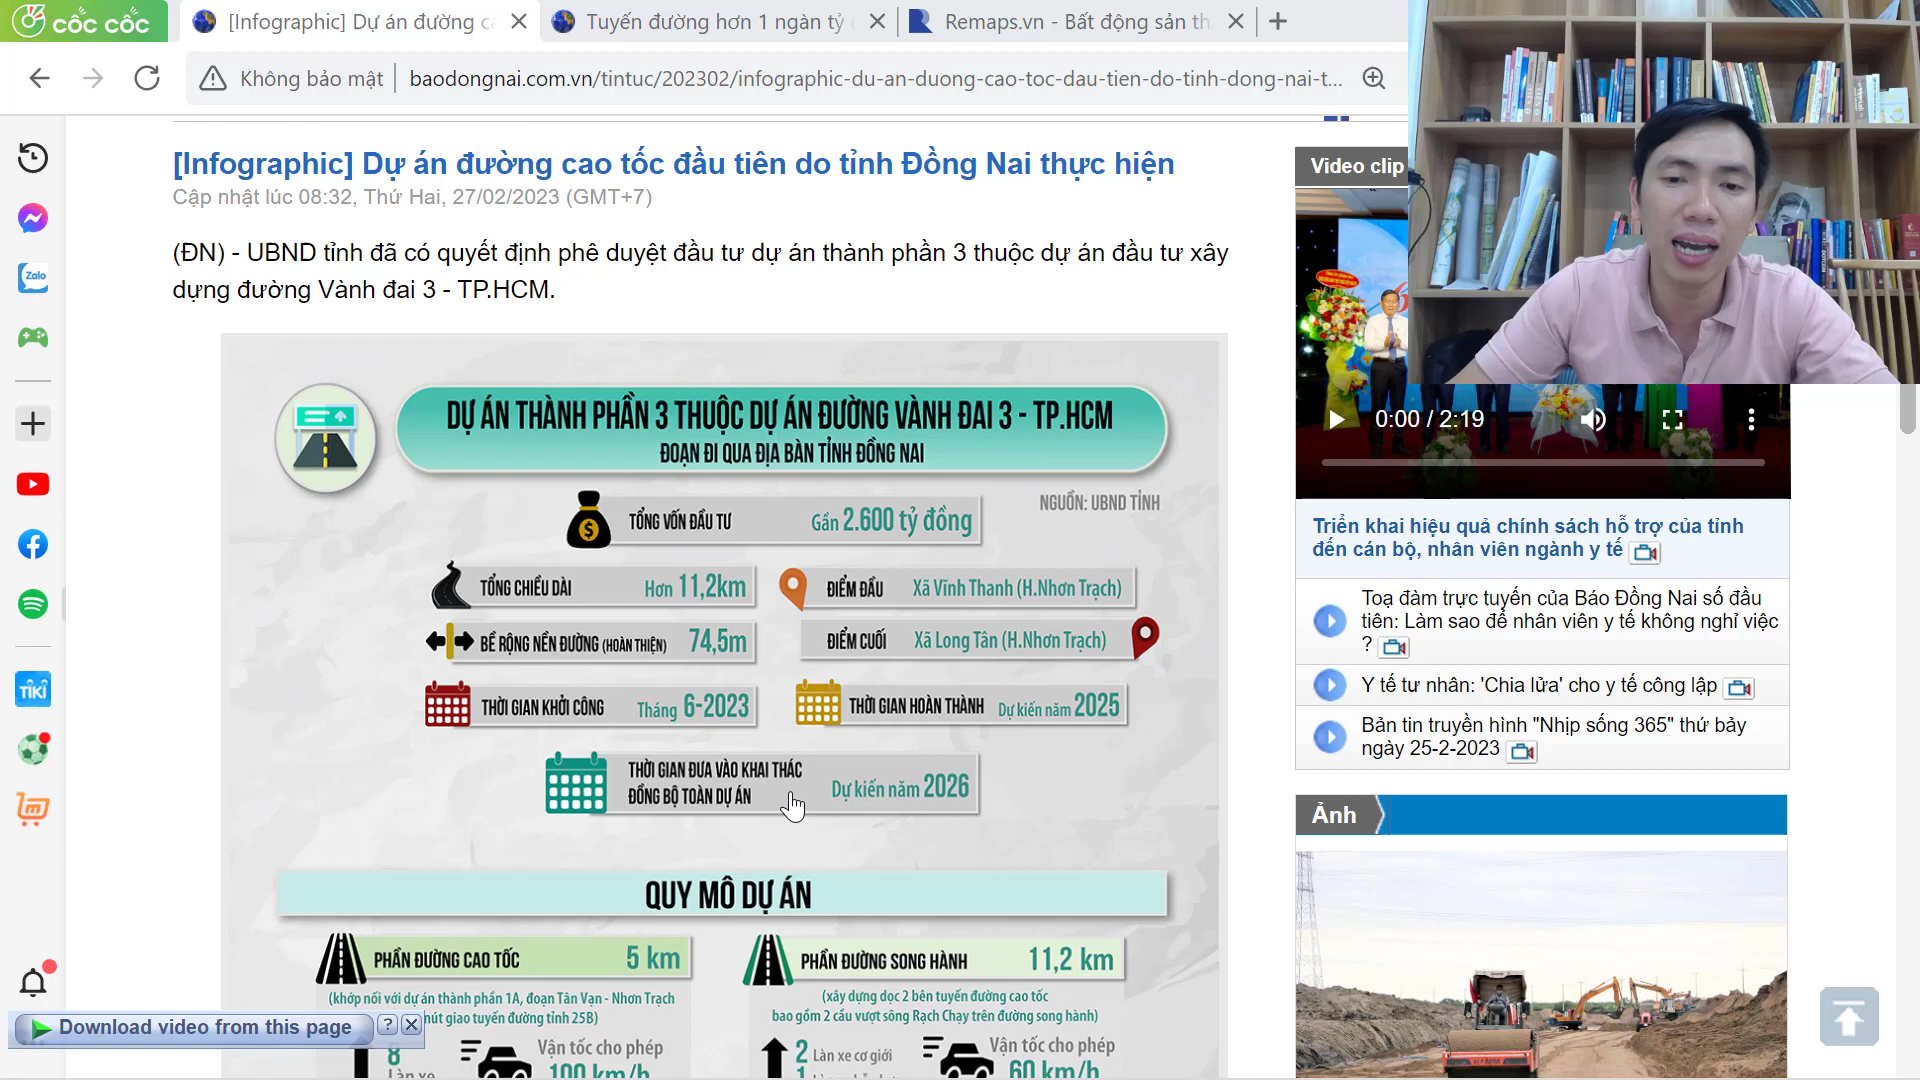 cốc cốc
[Infographic] Dự án đường ca
Tuyến đường hơn 1 ngàn tỷ
Remaps.vn - Bất động sản th
Không bảo mật
baodongnai.com.vn/tintuc/202302/infographic-du-an-duong-cao-toc-dau-tien-do-tinh-dong-nai-t...
[Infographic] Dự án đường cao tốc đầu tiên do tỉnh Đồng Nai thực hiện
Cập nhật lúc 08:32, Thứ Hai, 27/02/2023 (GMT+7)
(ĐN) - UBND tỉnh đã có quyết định phê duyệt đầu tư dự án thành phần 3 thuộc dự án đầu tư xây
dựng đường Vành đai 3 - TP.HCM.
DỰ ÁN THÀNH PHẦN 3 THUỘC DỰ ÁN ĐƯỜNG VÀNH ĐAI 3 - TP.HCM
ĐOẠN ĐI QUA ĐỊA BÀN TỈNH ĐỒNG NAI
NGUỒN: UBND TỈNH
TỔNG VỐN ĐẦU TƯ Gần 2.600 tỷ đồng
TỔNG CHIỀU DÀI Hơn 11,2km
ĐIỂM ĐẦU Xã Vĩnh Thanh (H.Nhơn Trạch)
BỀ RỘNG NỀN ĐƯỜNG (HOÀN THIỆN) 74,5m
ĐIỂM CUỐI Xã Long Tân (H.Nhơn Trạch)
THỜI GIAN KHỞI CÔNG Tháng 6-2023
THỜI GIAN HOÀN THÀNH Dự kiến năm 2025
THỜI GIAN ĐƯA VÀO KHAI THÁC
ĐỒNG BỘ TOÀN DỰ ÁN
Dự kiến năm 2026
QUY MÔ DỰ ÁN
PHẦN ĐƯỜNG CAO TỐC 5 km
(khớp nối với dự án thành phần 1A, đoạn Tân Vạn - Nhơn Trạch
hút giao tuyến đường tỉnh 25B)
8
Làn xe
Vận tốc cho phép
100 km/h
PHẦN ĐƯỜNG SONG HÀNH 11,2 km
(xây dựng dọc 2 bên tuyến đường cao tốc
bao gồm 2 cầu vượt sông Rạch Chạy trên đường song hành)
2 Làn xe cơ giới
Vận tốc cho phép
60 km/h
Video clip
0:00 / 2:19
Triển khai hiệu quả chính sách hỗ trợ của tỉnh
đến cán bộ, nhân viên ngành y tế
Toạ đàm trực tuyến của Báo Đồng Nai số đầu
tiên: Làm sao để nhân viên y tế không nghỉ việc
?
Y tế tư nhân: 'Chia lửa' cho y tế công lập
Bản tin truyền hình "Nhịp sống 365" thứ bảy
ngày 25-2-2023
Ảnh
HAMM
Zalo
TIKI
Download video from this page
?